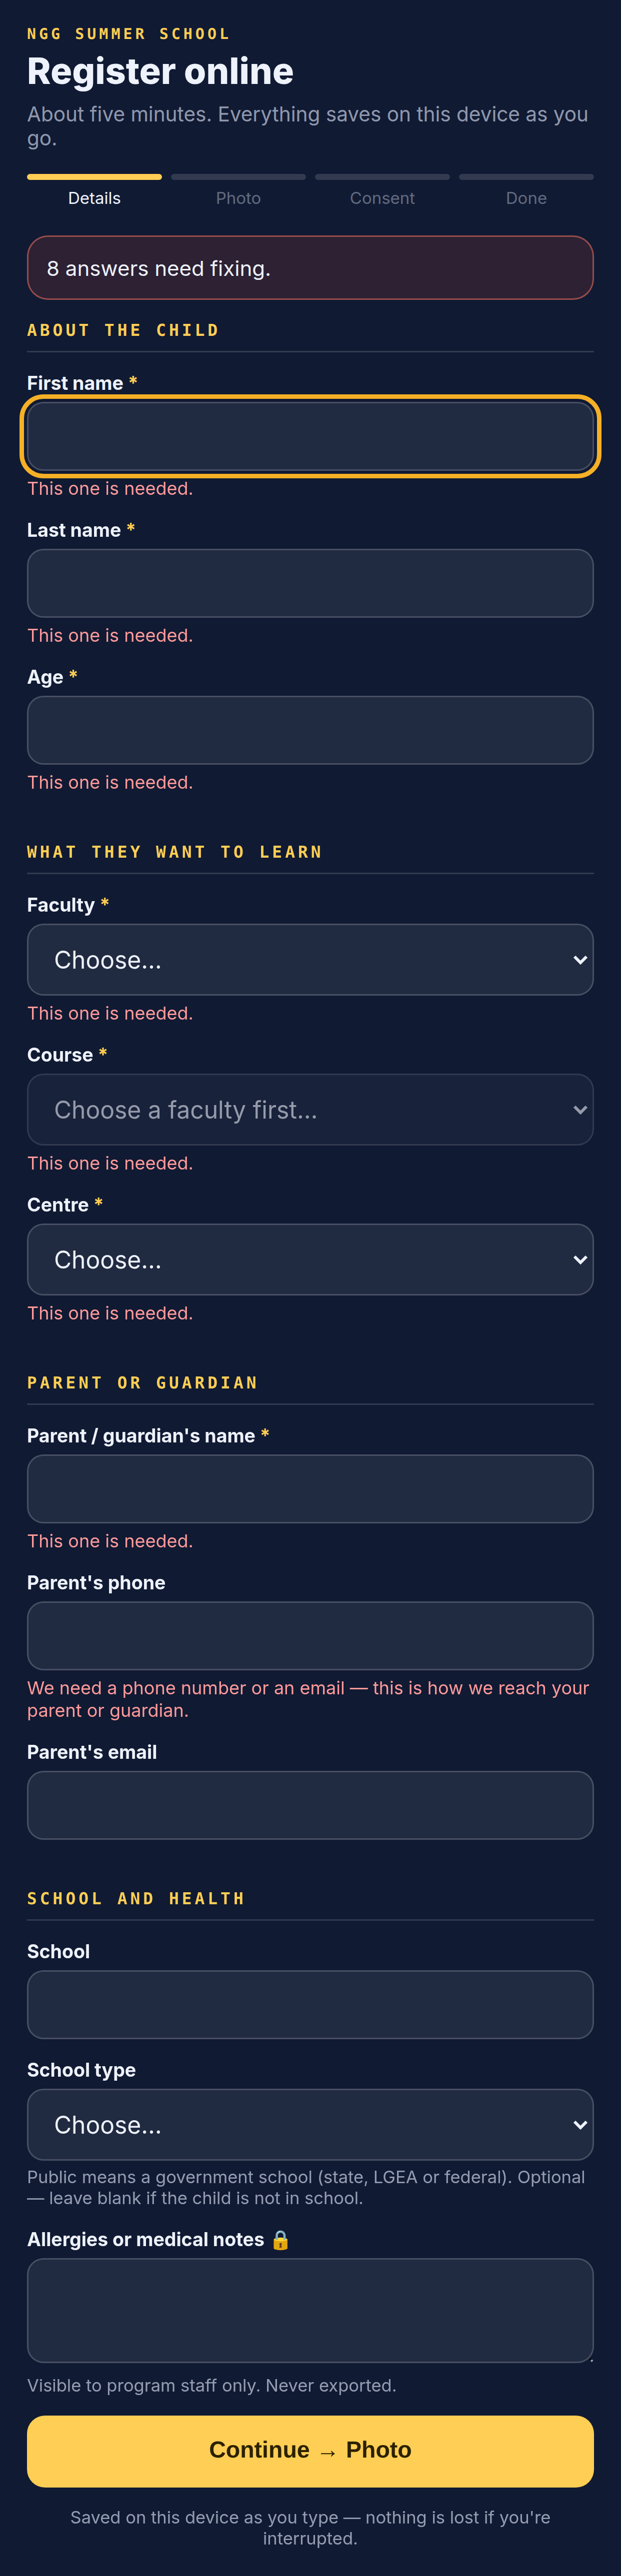 NGG SUMMER SCHOOL
Register online
About five minutes. Everything saves on this device as you
go.
Details
Photo
Consent
Done
8 answers need fixing.
ABOUT THE CHILD
First name *
This one is needed.
Last name *
This one is needed.
Age *
This one is needed.
WHAT THEY WANT TO LEARN
Faculty *
Choose...
This one is needed.
Course *
Choose a faculty first...
This one is needed.
Centre *
Choose...
This one is needed.
PARENT OR GUARDIAN
Parent / guardian's name *
This one is needed.
Parent's phone
We need a phone number or an email — this is how we reach your
parent or guardian.
Parent's email
SCHOOL AND HEALTH
School
School type
Choose...
Public means a government school (state, LGEA or federal). Optional
— leave blank if the child is not in school.
Allergies or medical notes 🔒
Visible to program staff only. Never exported.
Continue → Photo
Saved on this device as you type — nothing is lost if you're
interrupted.